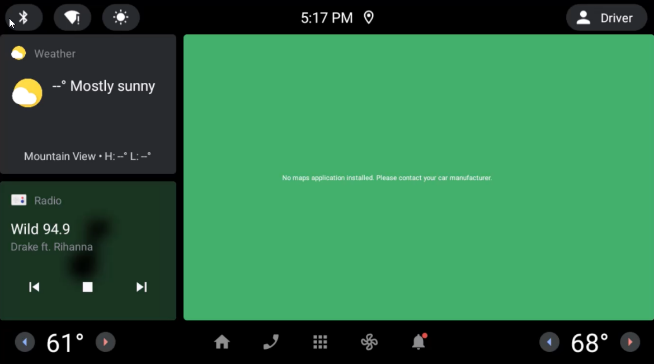 5:17 PM
Driver
Weather
--° Mostly sunny
Mountain View • H: --° L: --°
No maps application installed. Please contact your car manufacturer.
Radio
Wild 94.9
Drake ft. Rihanna
61°
68°